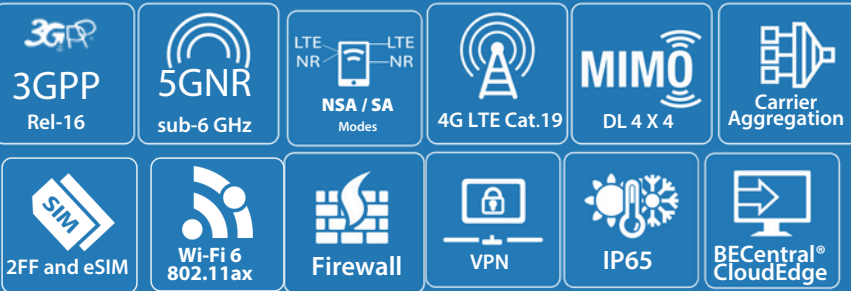 3GPP
3GPP
Rel-16
5GNR
sub-6 GHz
LTE LTE
NR NR
NSA / SA
Modes
4G LTE Cat.19
MIMO
DL 4 X 4
Carrier
Aggregation
SIM
2FF and eSIM
Wi-Fi 6
802.11ax
Firewall
VPN
IP65
BECentral®
CloudEdge